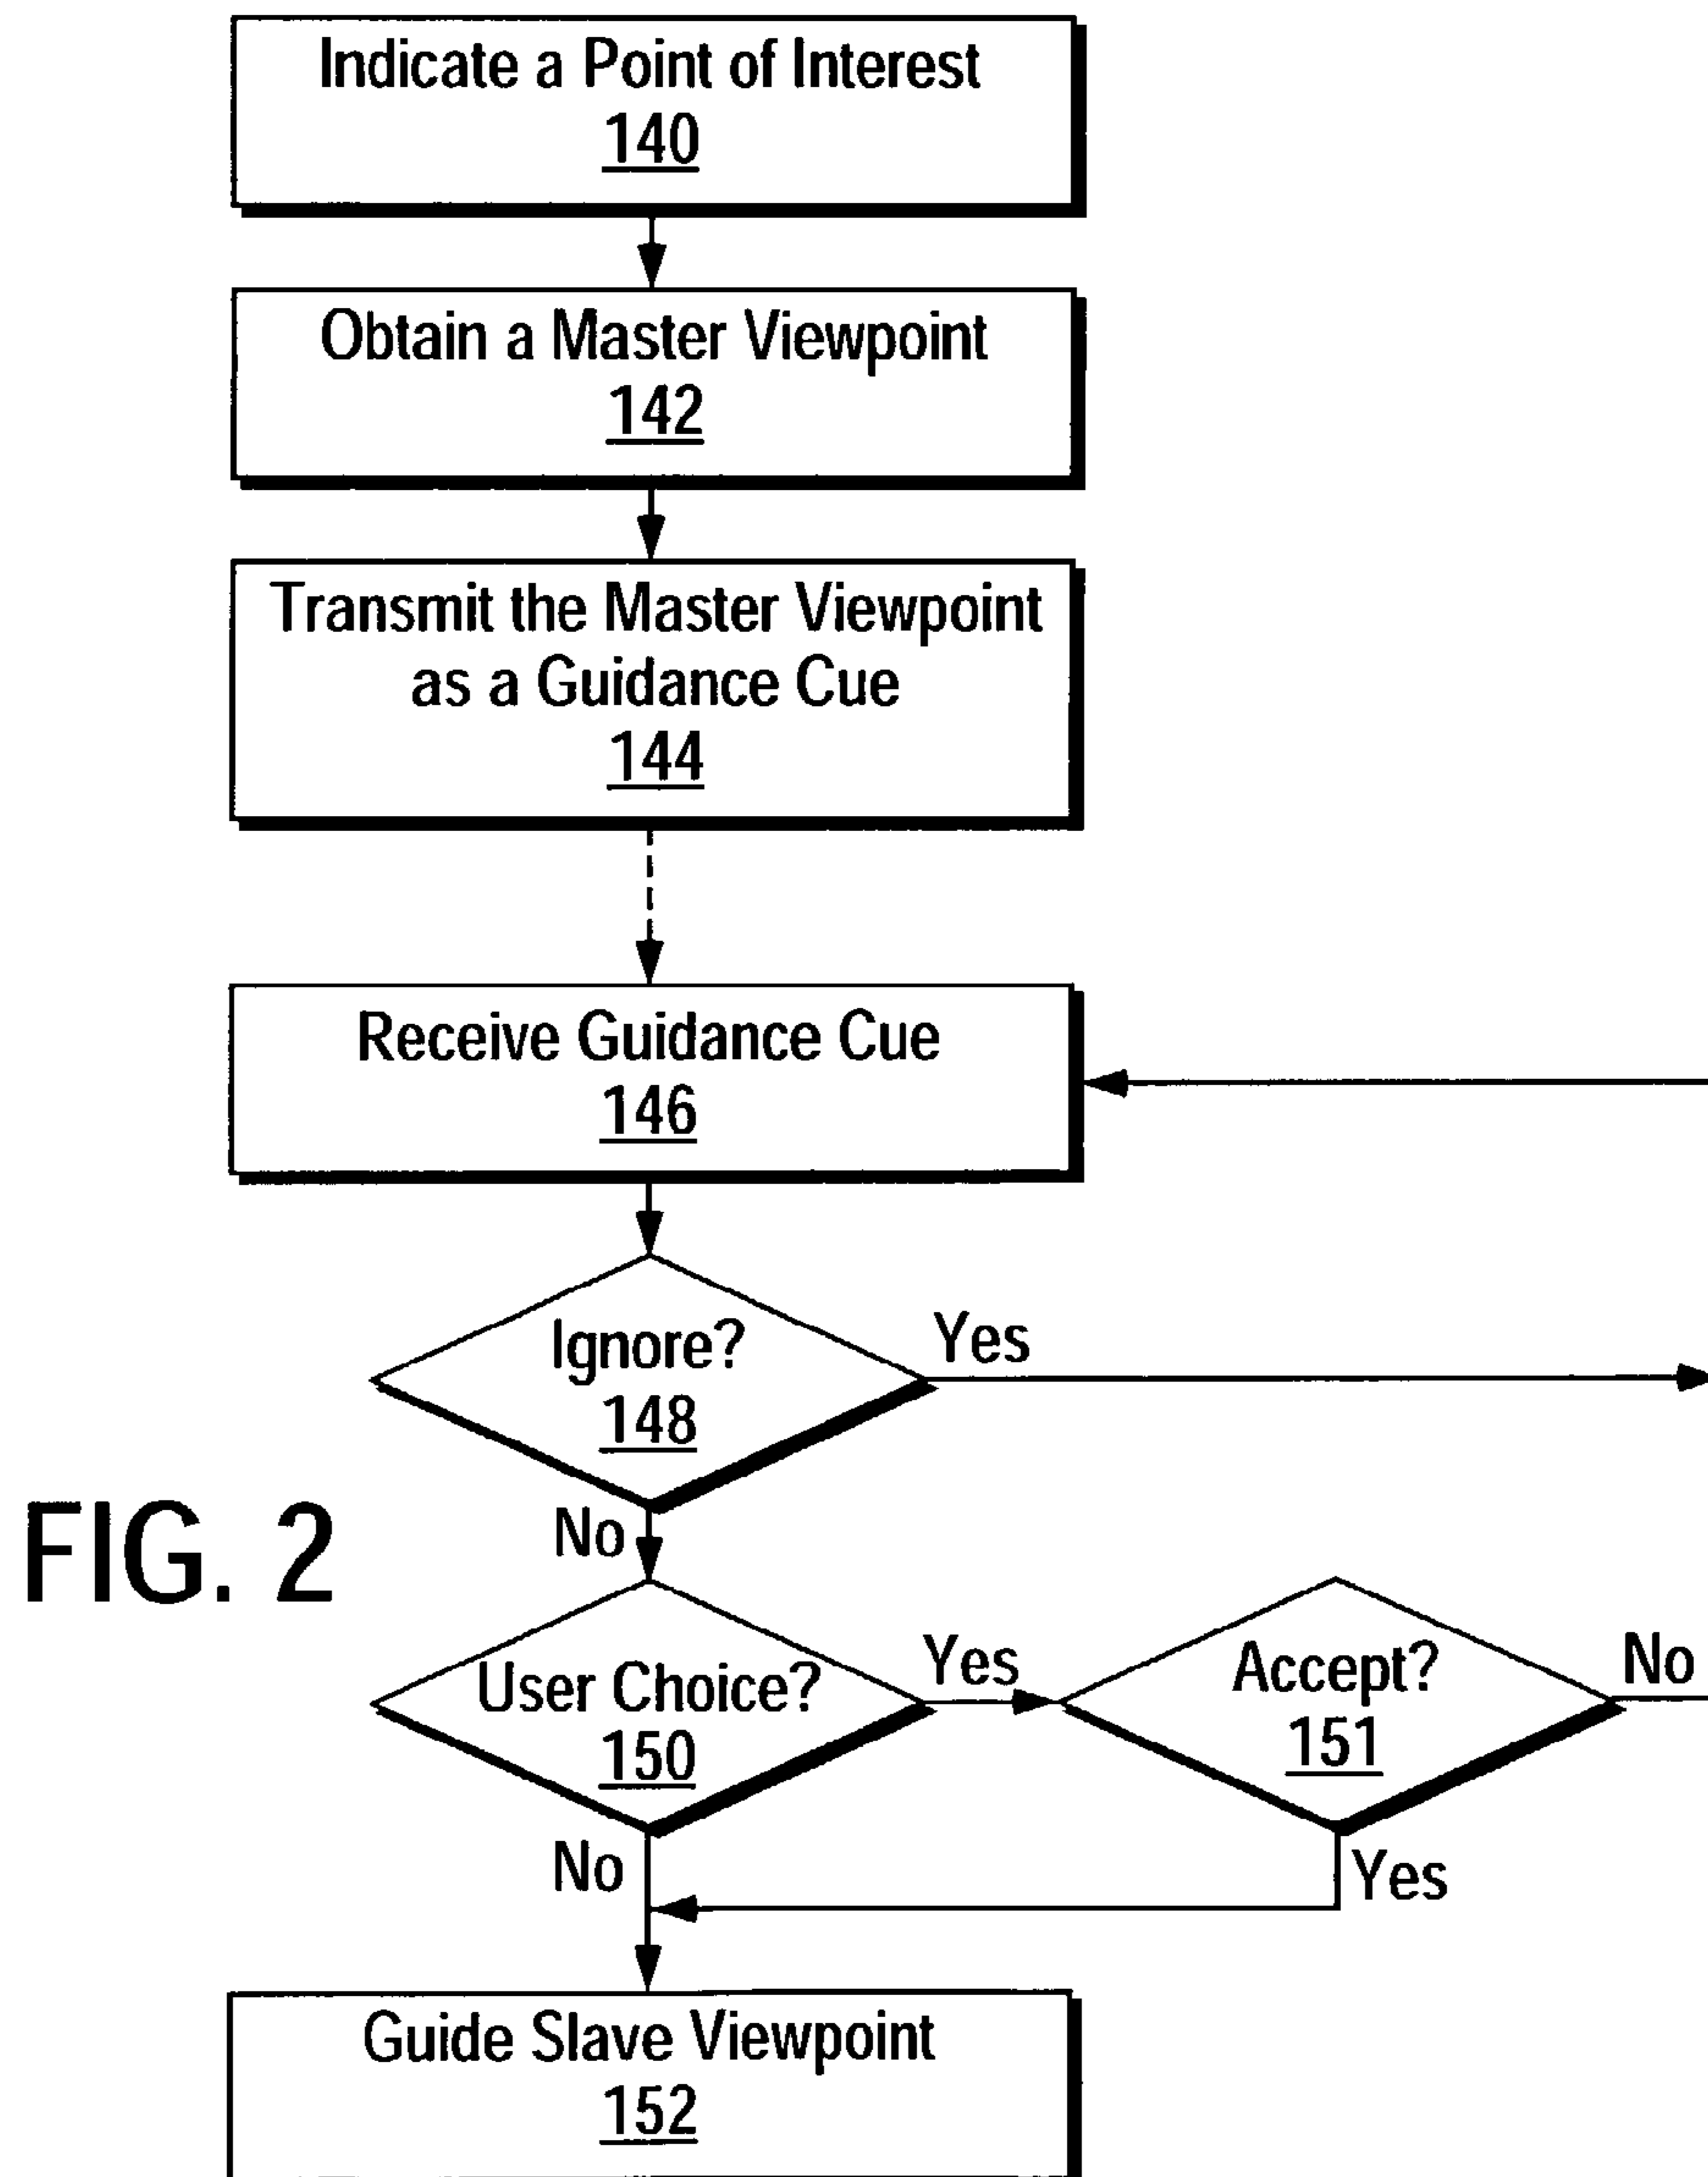 Indicate a Point of Interest
140
Obtain a Master Viewpoint
142
Transmit the Master Viewpoint
as a Guidance Cue
144
Receive Guidance Cue
146
Ignore?
148
Yes
No
FIG. 2
User Choice?
150
Yes
Accept?
151
No
No
Yes
Guide Slave Viewpoint
152